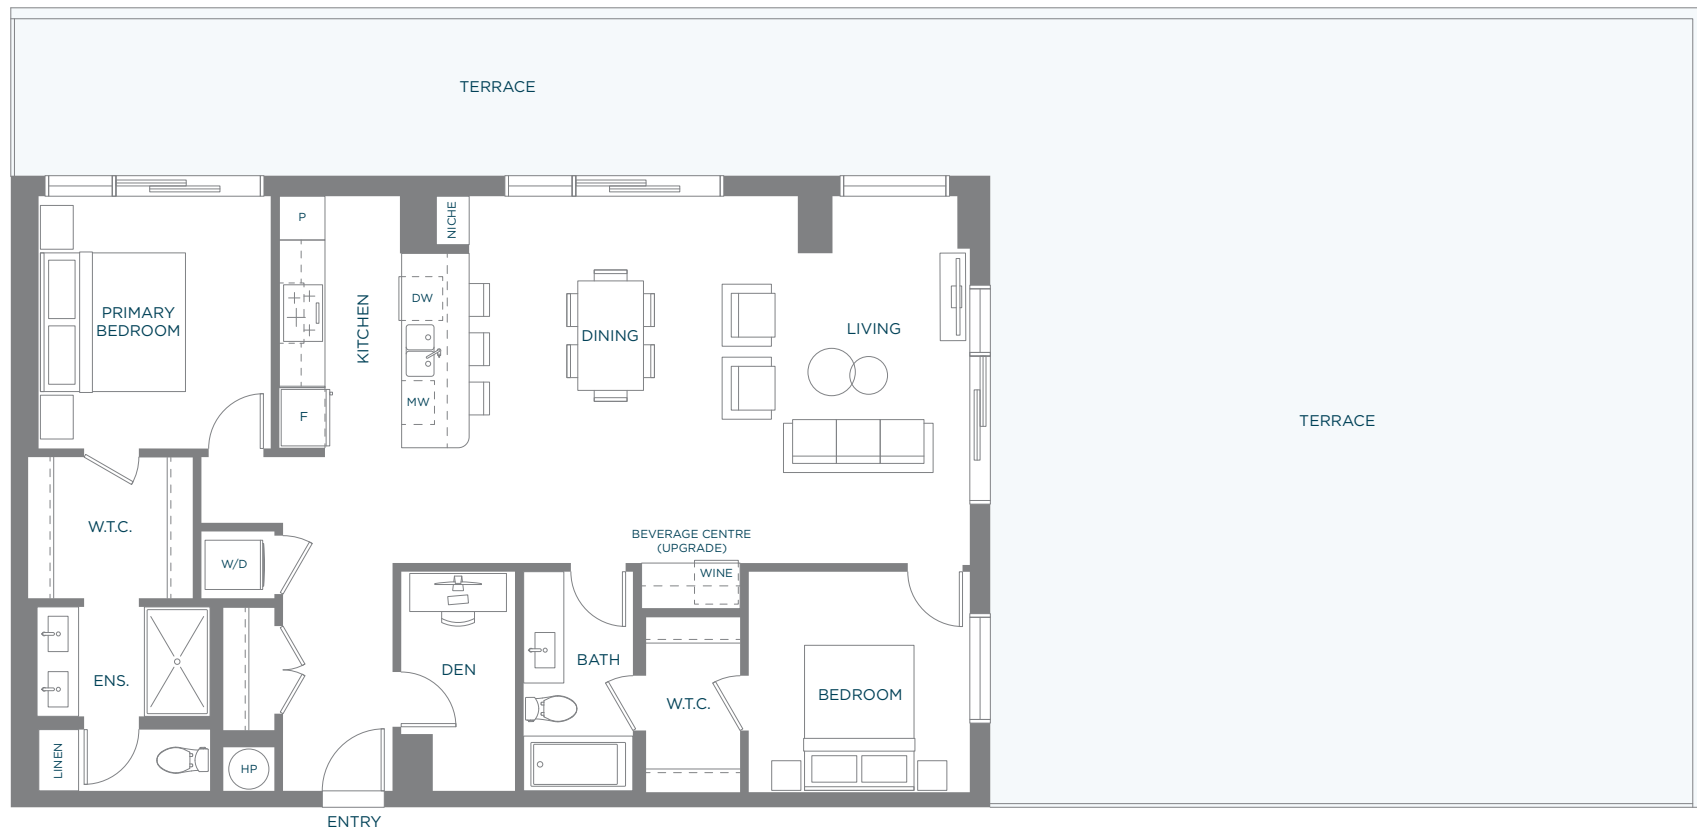 TERRACE
P
NICHE
PRIMARY
BEDROOM
KITCHEN
DW
DINING
LIVING
MW
F
TERRACE
W.T.C.
BEVERAGE CENTRE
(UPGRADE)
W/D
WINE
ENS.
DEN
BATH
W.T.C.
BEDROOM
LINEN
HP
ENTRY